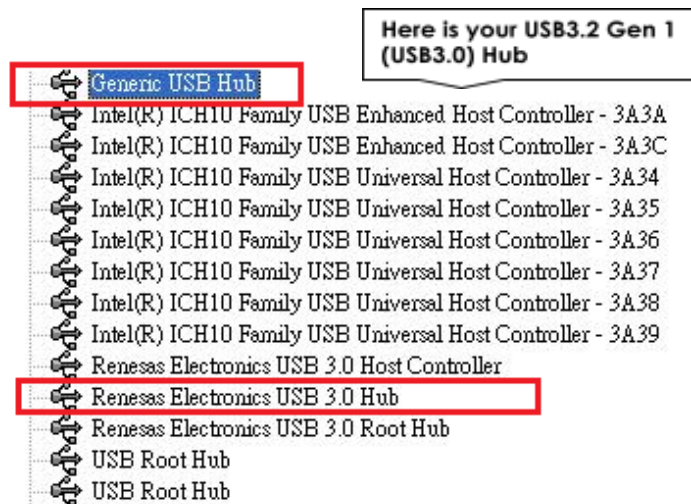 Here is your USB3.2 Gen 1
(USB3.0) Hub
Generic USB Hub
Intel(R) ICH10 Family USB Enhanced Host Controller - 3A3A
Intel(R) ICH10 Family USB Enhanced Host Controller - 3A3C
Intel(R) ICH10 Family USB Universal Host Controller - 3A34
Intel(R) ICH10 Family USB Universal Host Controller - 3A35
Intel(R) ICH10 Family USB Universal Host Controller - 3A36
Intel(R) ICH10 Family USB Universal Host Controller - 3A37
Intel(R) ICH10 Family USB Universal Host Controller - 3A38
Intel(R) ICH10 Family USB Universal Host Controller - 3A39
Renesas Electronics USB 3.0 Host Controller
Renesas Electronics USB 3.0 Hub
Renesas Electronics USB 3.0 Root Hub
USB Root Hub
USB Root Hub